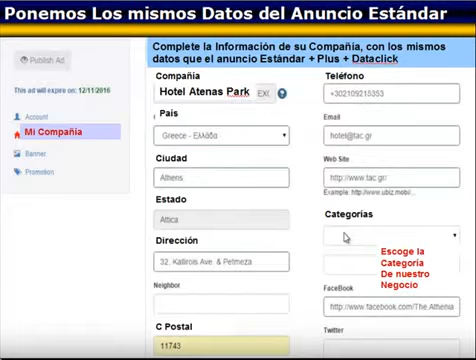 Ponemos Los mismos Datos del Anuncio Estándar
Publish Ad
This ad will expire on: 12/11/2016
Account
Mi Compañia
Banner
Promotion
Complete la Información de su Compañía, con los mismos
datos que el anuncio Estándar + Plus + Dataclick
Compañía
Hotel Atenas Park
País
Greece - Ελλάδα
Ciudad
Athens
Estado
Attica
Dirección
32, Kallirois Ave. & Petmeza
Neighbor
C Postal
11743
Teléfono
+302109215353
Email
hotel@tac.gr
Web Site
http://www.tac.gr/
Example: http://www.ubiz.mobi/...
Categorías
Escoge la
Categoría
De nuestro
Negocio
FaceBook
http://www.facebook.com/The.Athenia
Twitter